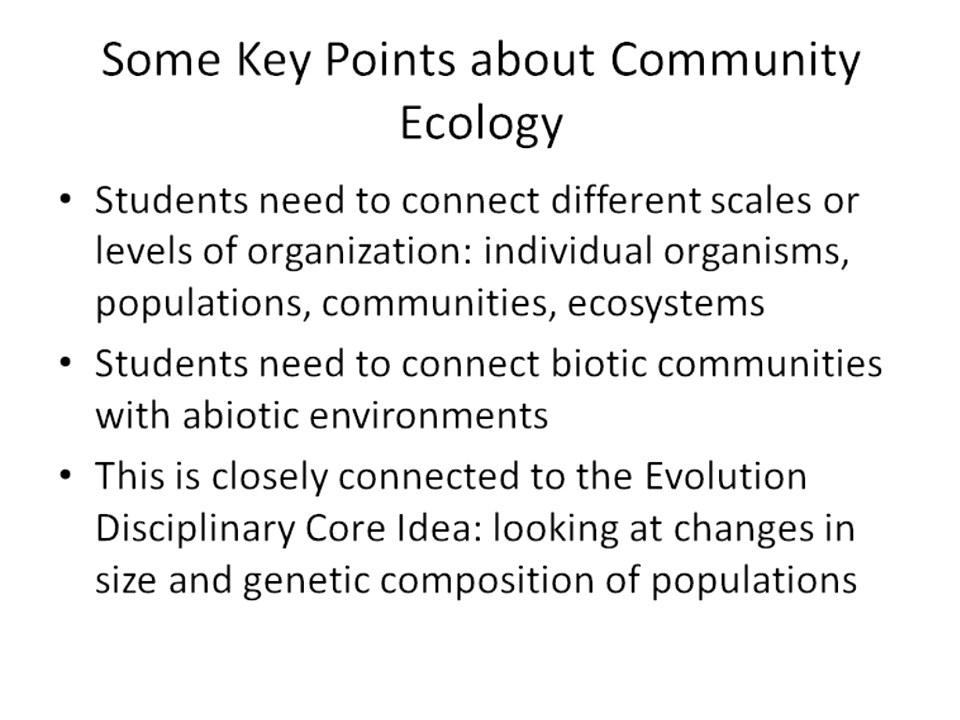 Some Key Points about Community
Ecology
• Students need to connect different scales or
levels of organization: individual organisms,
populations, communities, ecosystems
• Students need to connect biotic communities
with abiotic environments
• This is closely connected to the Evolution
Disciplinary Core Idea: looking at changes in
size and genetic composition of populations